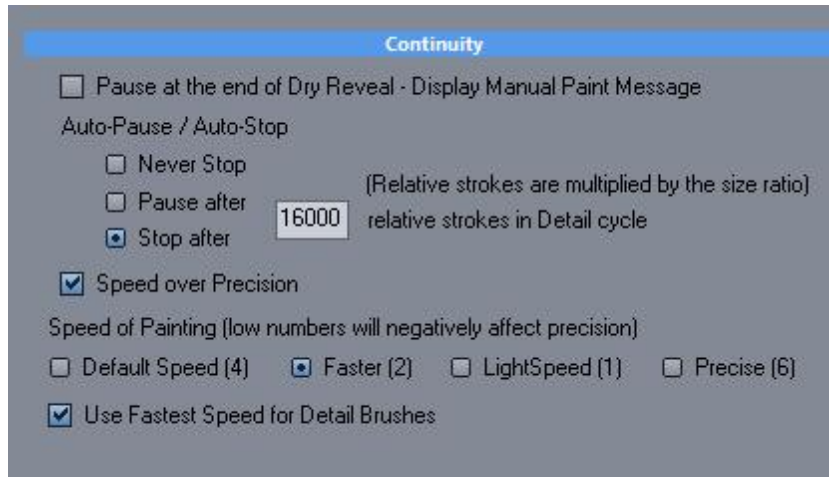 Continuity
Pause at the end of Dry Reveal - Display Manual Paint Message
Auto-Pause / Auto-Stop
Never Stop
(Relative strokes are multiplied by the size ratio)
Pause after
16000 relative strokes in Detail cycle
Stop after
Speed over Precision
Speed of Painting (low numbers will negatively affect precision)
Default Speed (4) Faster (2) LightSpeed (1) Precise (6)
Use Fastest Speed for Detail Brushes